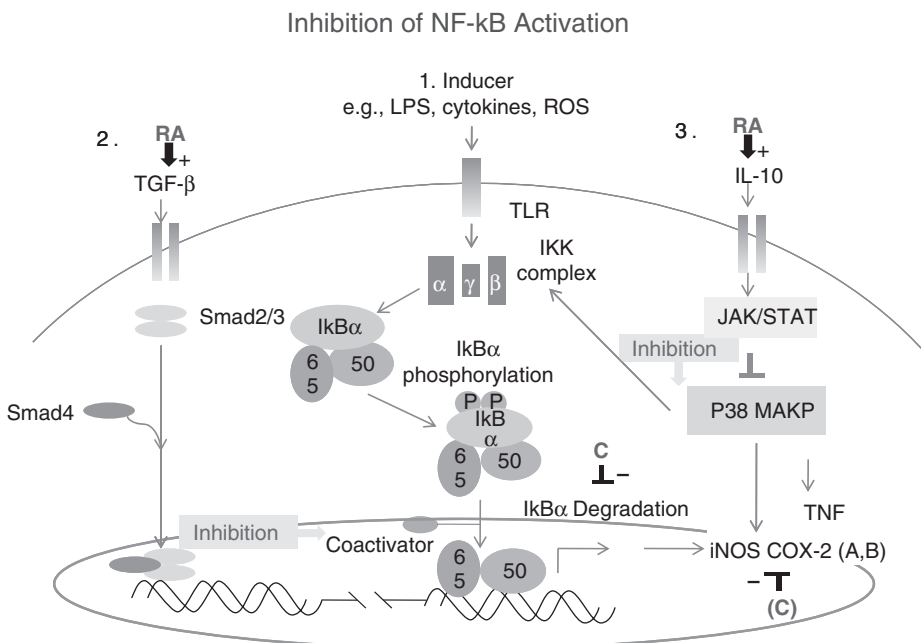 Inhibition of NF-kB Activation
1. Inducer
e.g., LPS, cytokines, ROS
2 .
RA
+
TGF-β
3 .
RA
+
IL-10
TLR
IKK
complex
α γ β
Smad2/3
IkBα
6
5
50
JAK/STAT
Inhibition
IkBα
phosphorylation
P P
IkB
α
6
5
50
P38 MAKP
Smad4
C
–
IkBα Degradation
TNF
Inhibition
Coactivator
6
5
50
iNOS COX-2 (A,B)
–
(C)